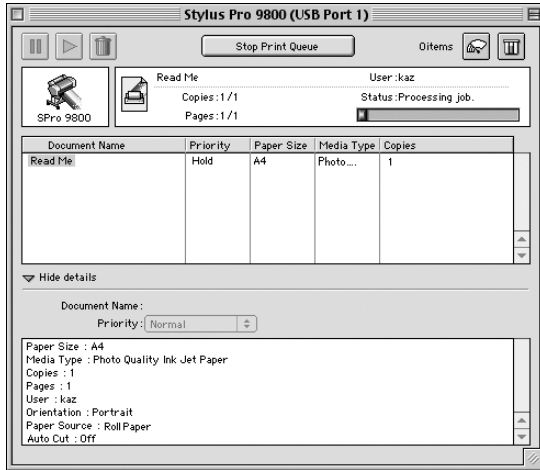 Stylus Pro 9800 (USB Port 1)
Stop Print Queue
0items
SPro 9800
Read Me User:kaz
Copies:1/1 Status:Processing job.
Pages:1/1
Document Name Priority Paper Size Media Type Copies
Read Me Hold A4 Photo.... 1
Hide details
Document Name:
Priority: Normal
Paper Size : A4
Media Type : Photo Quality Ink Jet Paper
Copies : 1
Pages : 1
User : kaz
Orientation : Portrait
Paper Source : Roll Paper
Auto Cut : Off